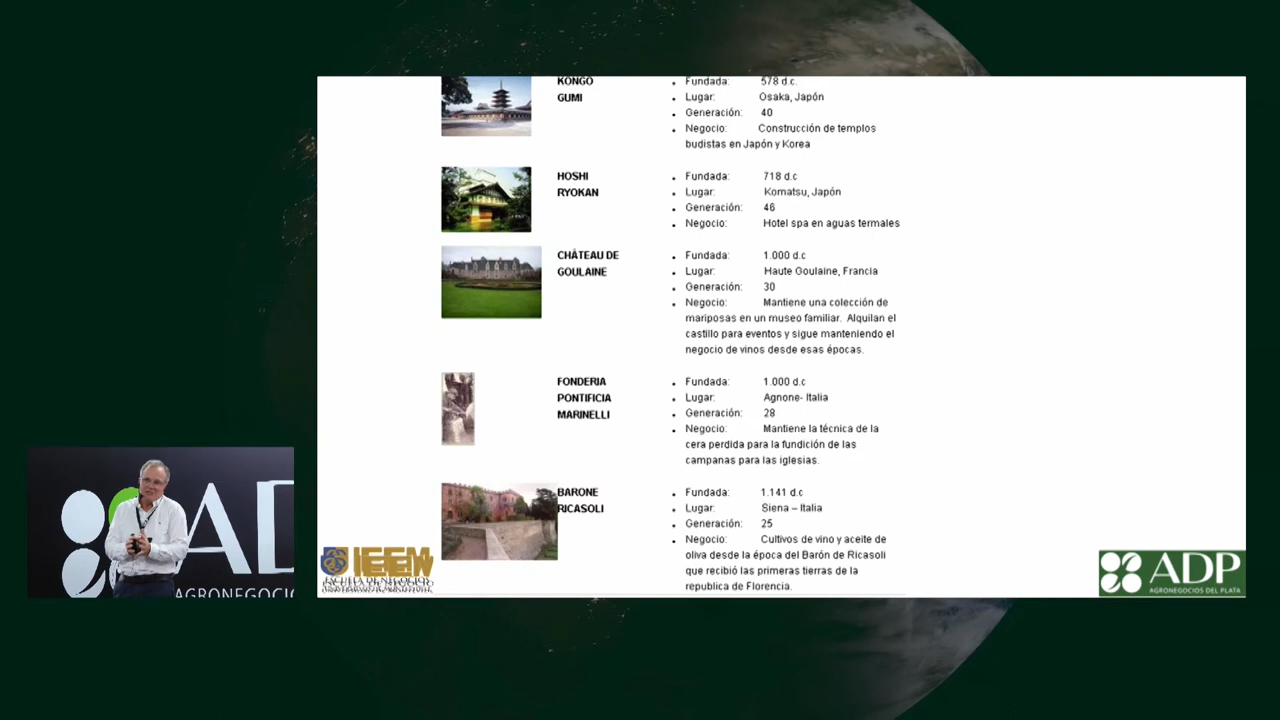 KONGO
GUMI
Fundada: 578 d.c.
Lugar: Osaka, Japón
Generación: 40
Negocio: Construcción de templos
budistas en Japón y Korea
HOSHI
RYOKAN
Fundada: 718 d.c
Lugar: Komatsu, Japón
Generación: 46
Negocio: Hotel spa en aguas termales
CHÂTEAU DE
GOULAINE
Fundada: 1.000 d.c
Lugar: Haute Goulaine, Francia
Generación: 30
Negocio: Mantiene una colección de
mariposas en un museo familiar. Alquilan el
castillo para eventos y sigue manteniendo el
negocio de vinos desde esas épocas.
FONDERIA
PONTIFICIA
MARINELLI
Fundada: 1.000 d.c
Lugar: Agnone- Italia
Generación: 28
Negocio: Mantiene la técnica de la
cera perdida para la fundición de las
campanas para las iglesias.
BARONE
RICASOLI
Fundada: 1.141 d.c
Lugar: Siena – Italia
Generación: 25
Negocio: Cultivos de vino y aceite de
oliva desde la época del Barón de Ricasoli
que recibió las primeras tierras de la
republica de Florencia.
IEEM
ESCUELA DE NEGOCIO
ADP
AGRONEGOCIOS DEL PLATA
AD
AGRONEGOCIO